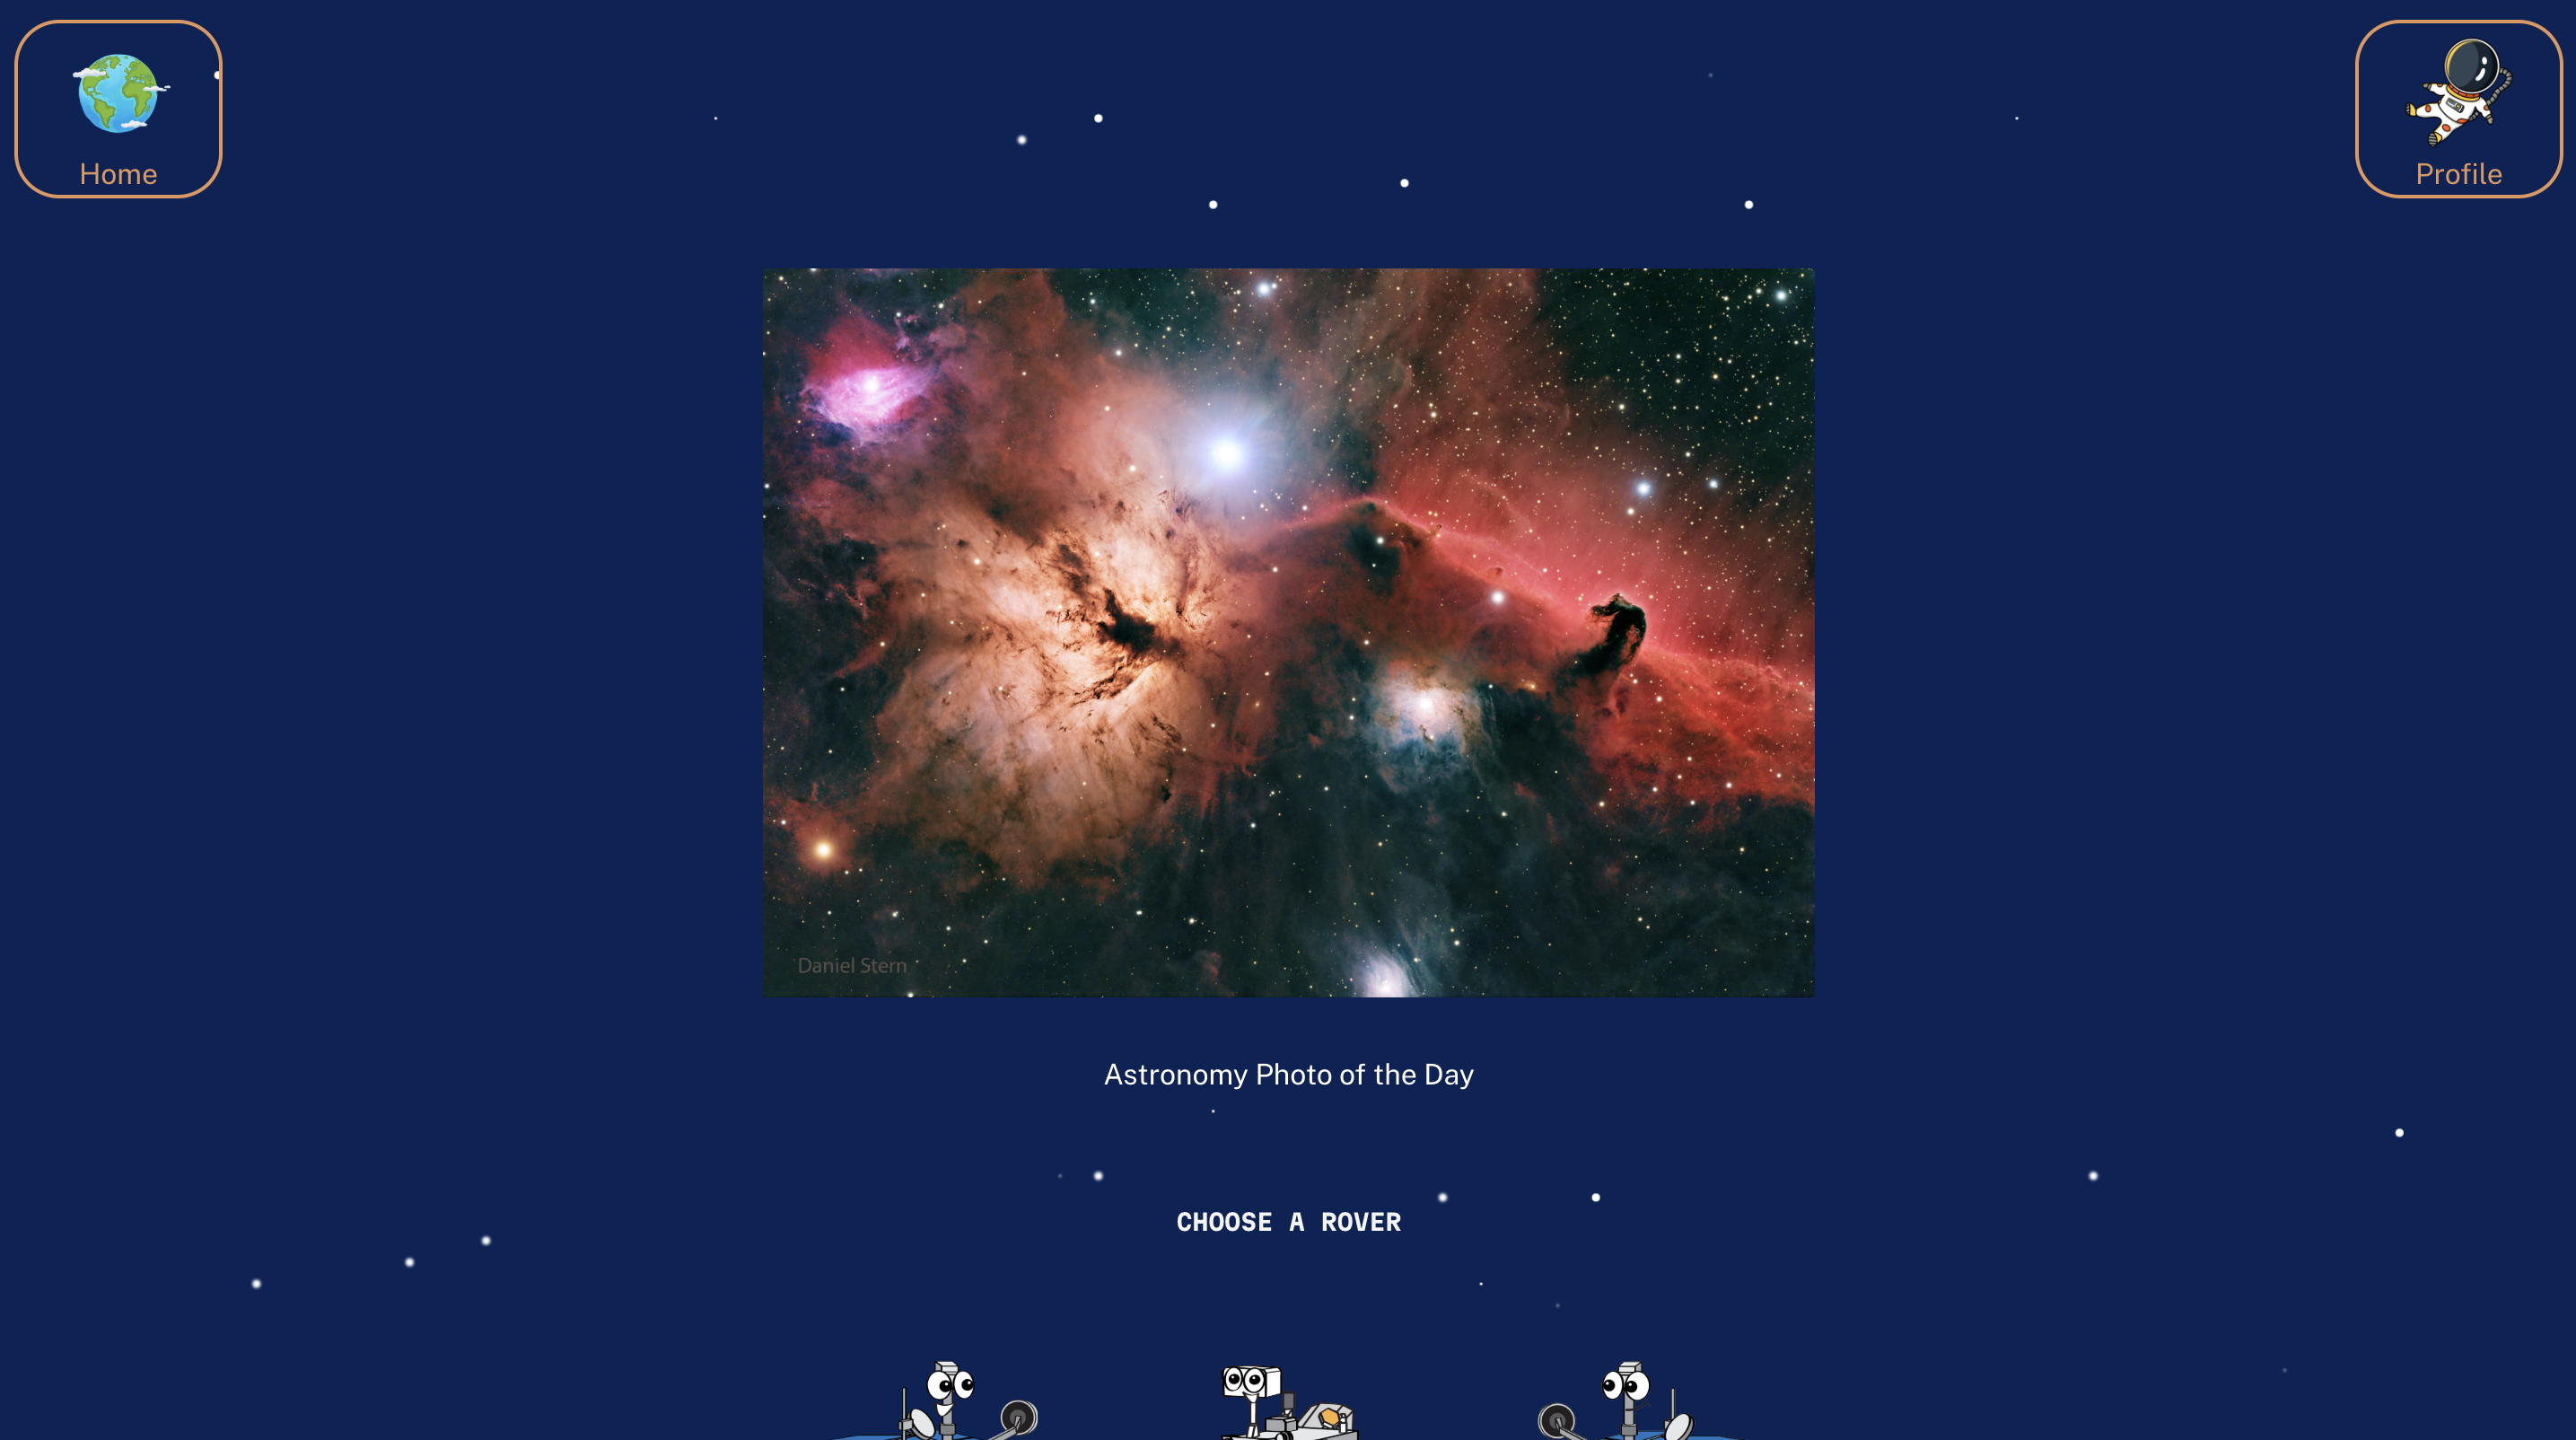 Home
Profile
Daniel Stern
Astronomy Photo of the Day
CHOOSE A ROVER